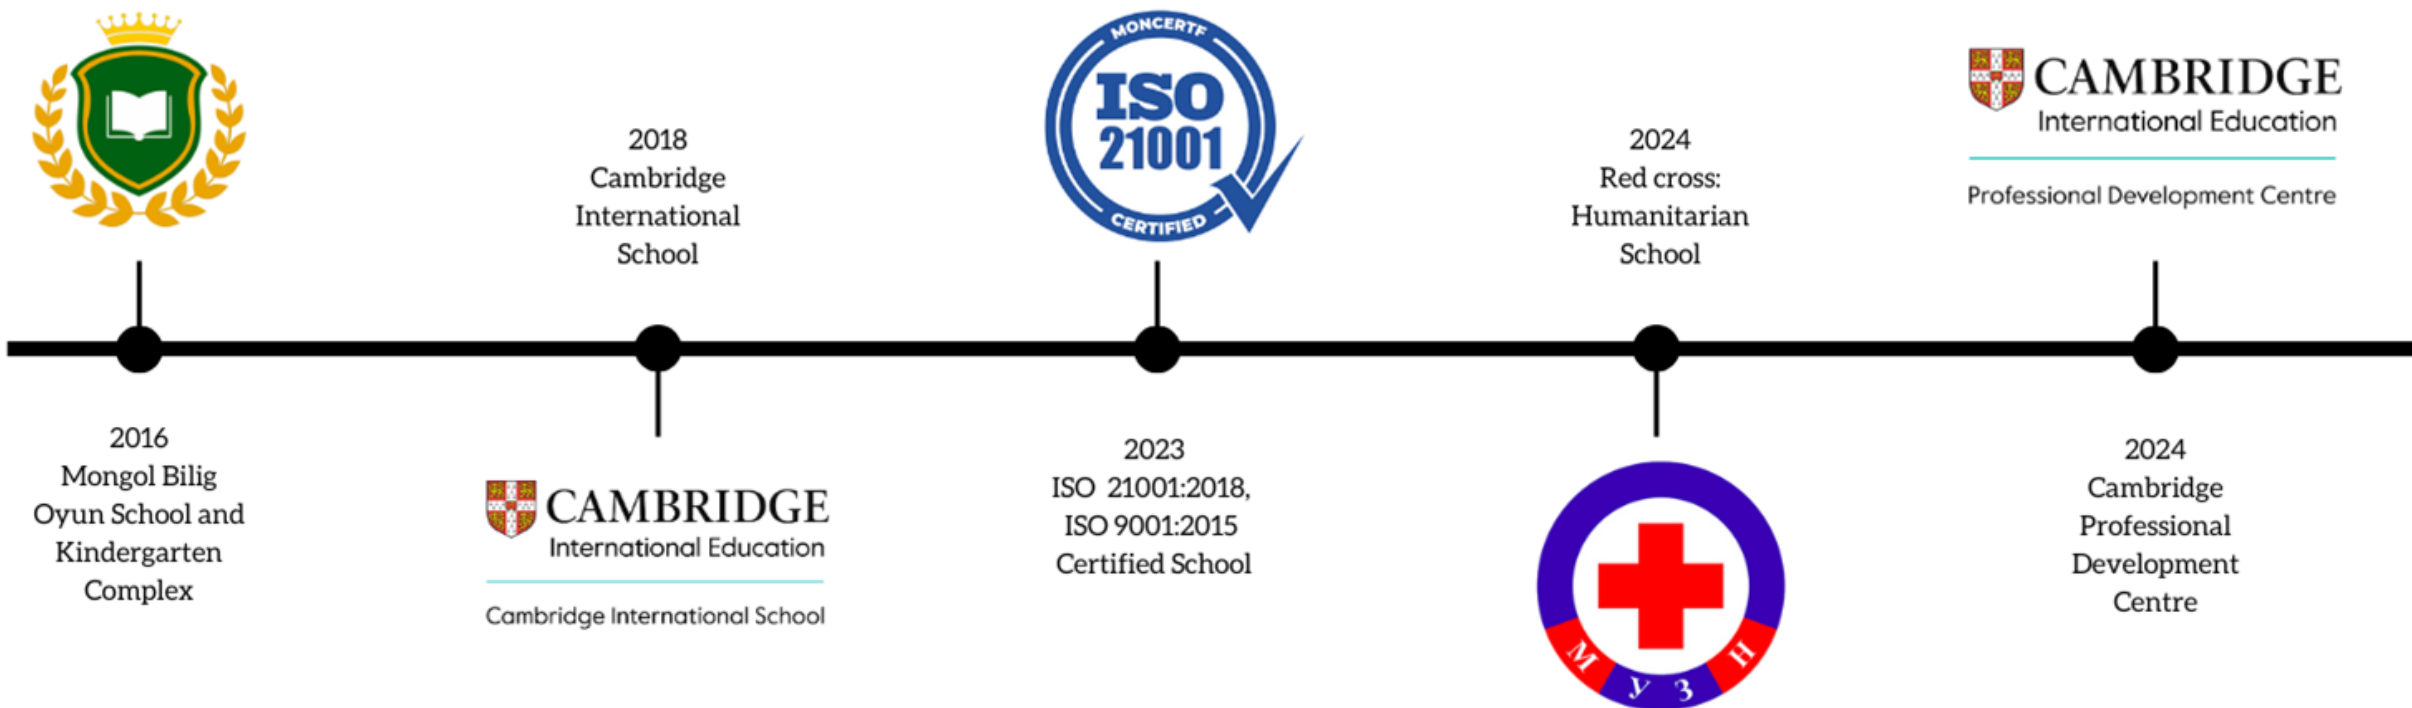 2016
Mongol Bilig
Oyun School and
Kindergarten
Complex
2018
Cambridge
International
School
CAMBRIDGE
International Education
Cambridge International School
MONCERTF
ISO
21001
CERTIFIED
2023
ISO 21001:2018,
ISO 9001:2015
Certified School
2024
Red cross:
Humanitarian
School
М У З Н
CAMBRIDGE
International Education
Professional Development Centre
2024
Cambridge
Professional
Development
Centre